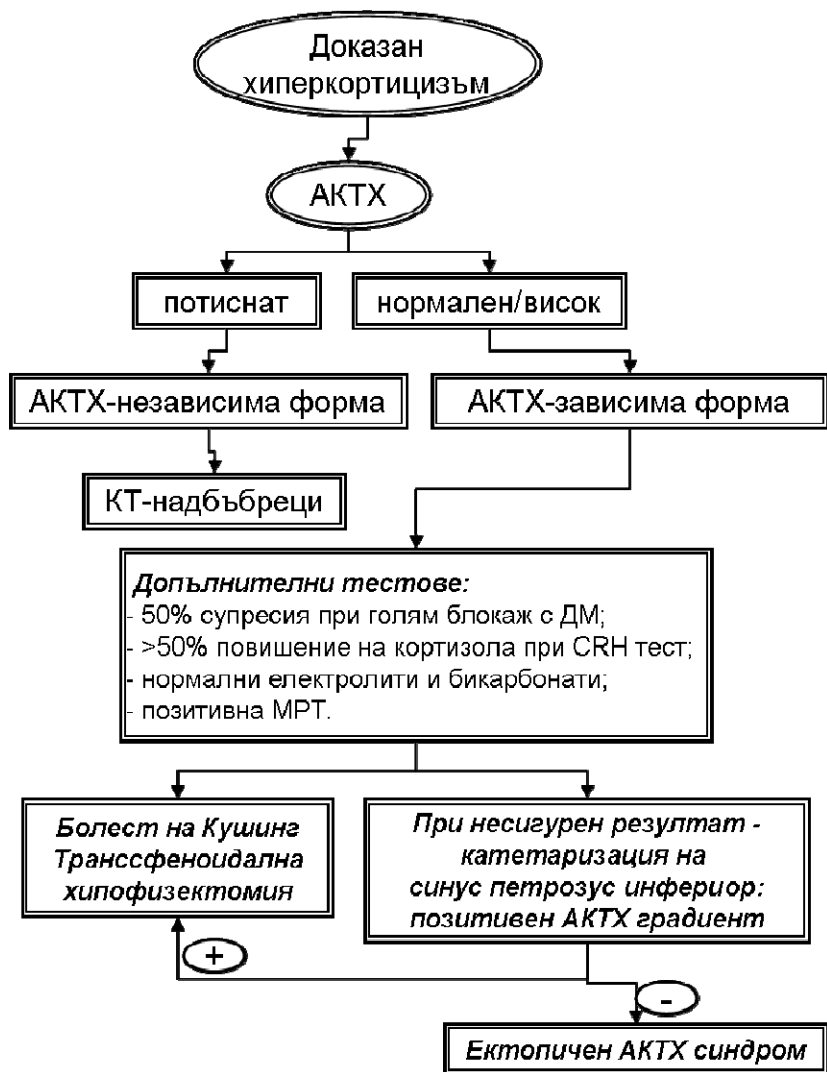 Доказан
хиперкортицизъм
АКТХ
потиснат
нормален/висок
АКТХ-независима форма
АКТХ-зависима форма
КТ-надбъбреци
Допълнителни тестове:
- 50% супресия при голям блокаж с ДМ;
- >50% повишение на кортизола при CRH тест;
- нормални електролити и бикарбонати;
- позитивна МРТ.
Болест на Кушинг
Транссфеноидална
хипофизектомия
При несигурен резултат -
катетаризация на
синус петрозус инфериор:
позитивен АКТХ градиент
+
-
Ектопичен АКТХ синдром